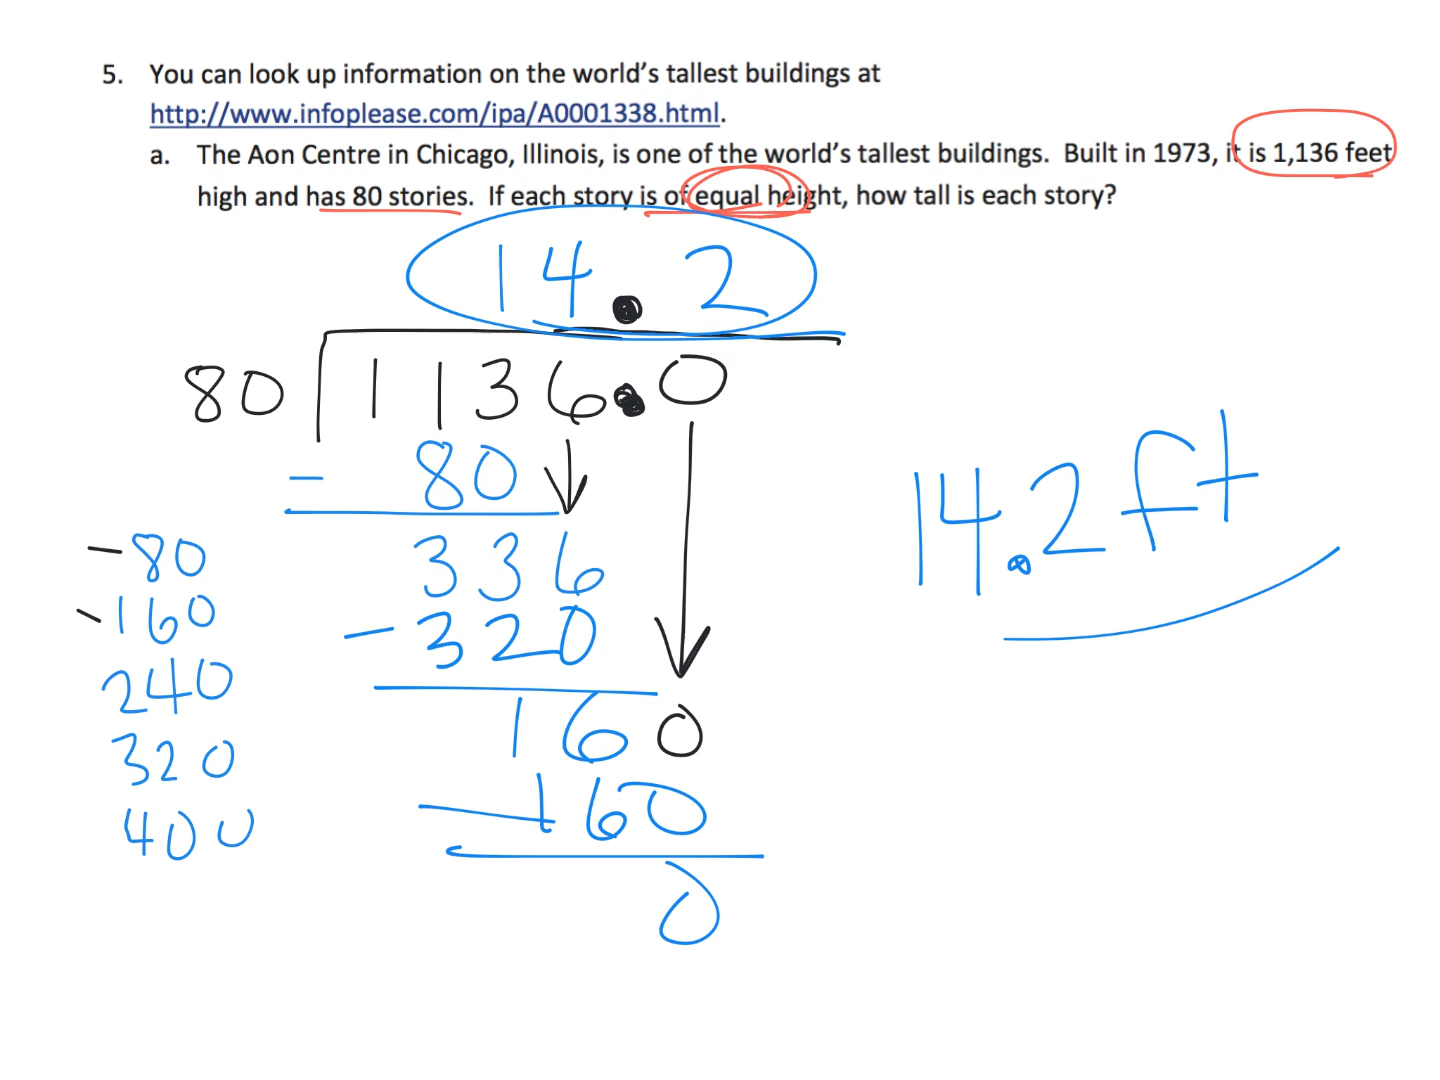 5. You can look up information on the world's tallest buildings at
http://www.infoplease.com/ipa/A0001338.html.
a. The Aon Centre in Chicago, Illinois, is one of the world's tallest buildings. Built in 1973, it is 1,136 feet
high and has 80 stories. If each story is of equal height, how tall is each story?
14.2
80 1136.0
- 80
336
- 320
160
- 160
0
- 80
- 160
240
320
400
14.2 ft